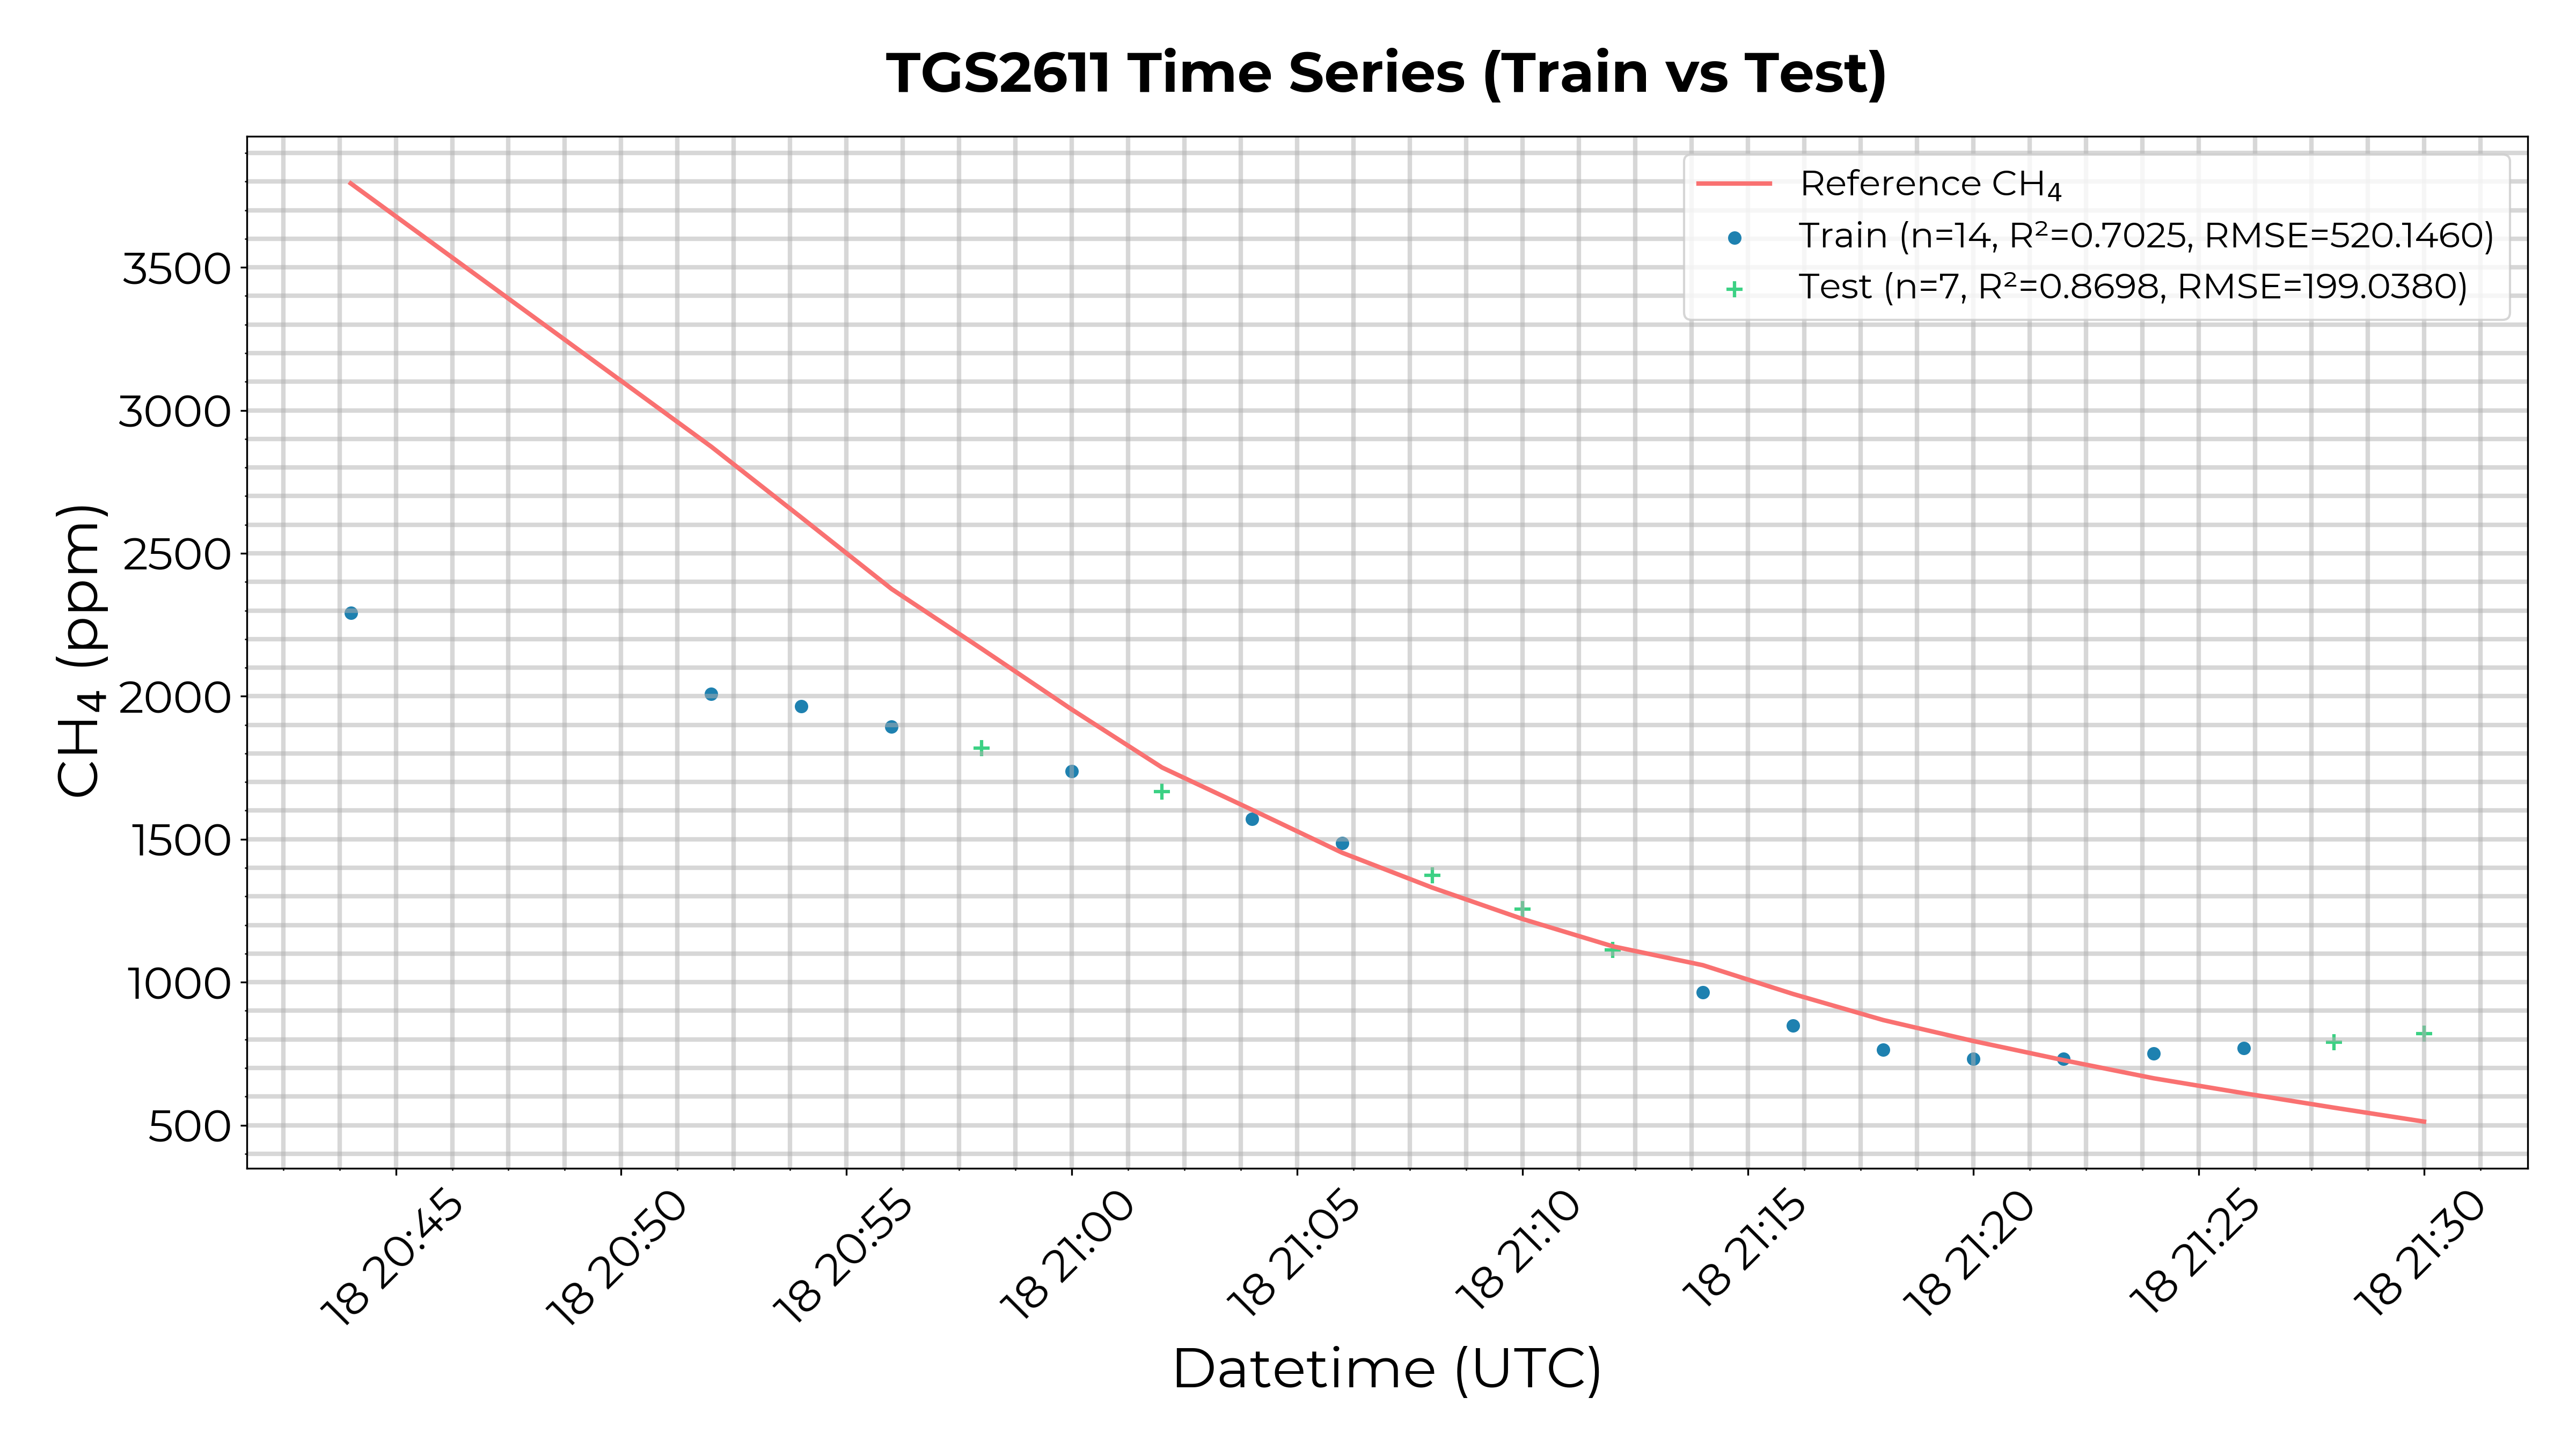 TGS2611 Time Series (Train vs Test)
Reference CH₄
Train (n=14, R²=0.7025, RMSE=520.1460)
Test (n=7, R²=0.8698, RMSE=199.0380)
CH₄ (ppm)
3500
3000
2500
2000
1500
1000
500
18 20:45
18 20:50
18 20:55
18 21:00
18 21:05
18 21:10
18 21:15
18 21:20
18 21:25
18 21:30
Datetime (UTC)